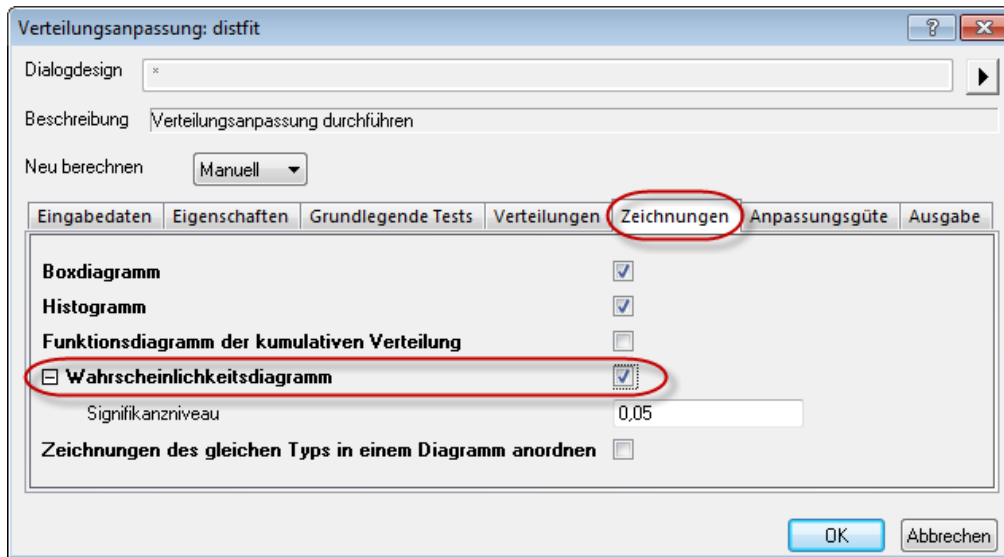 Verteilungsanpassung: distfit
Dialogdesign *
Beschreibung Verteilungsanpassung durchführen
Neu berechnen Manuell
Eingabedaten Eigenschaften Grundlegende Tests Verteilungen Zeichnungen Anpassungsgüte Ausgabe
Boxdiagramm
Histogramm
Funktionsdiagramm der kumulativen Verteilung
Wahrscheinlichkeitsdiagramm
Signifikanzniveau 0,05
Zeichnungen des gleichen Typs in einem Diagramm anordnen
OK Abbrechen